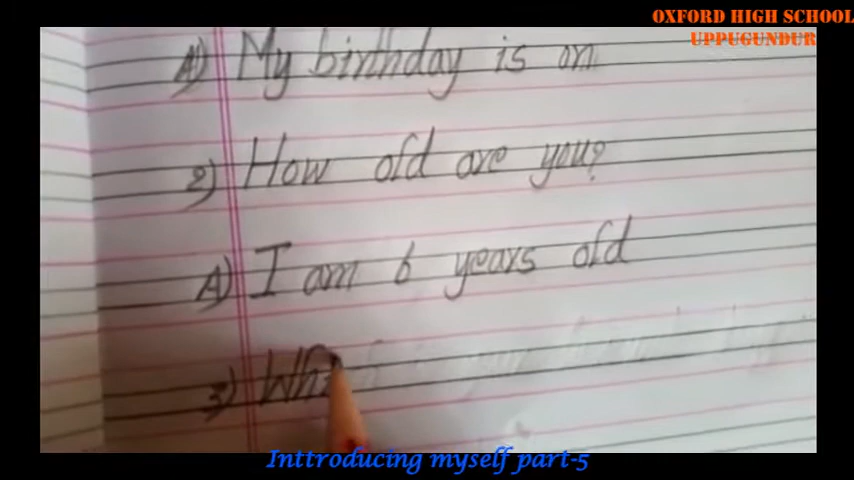 OXFORD HIGH SCHOOL
UPPUGUNDUR
A) My birthday is on
2) How old are you?
A) I am 6 years old
3) Whi
Inttroducing myself part-5